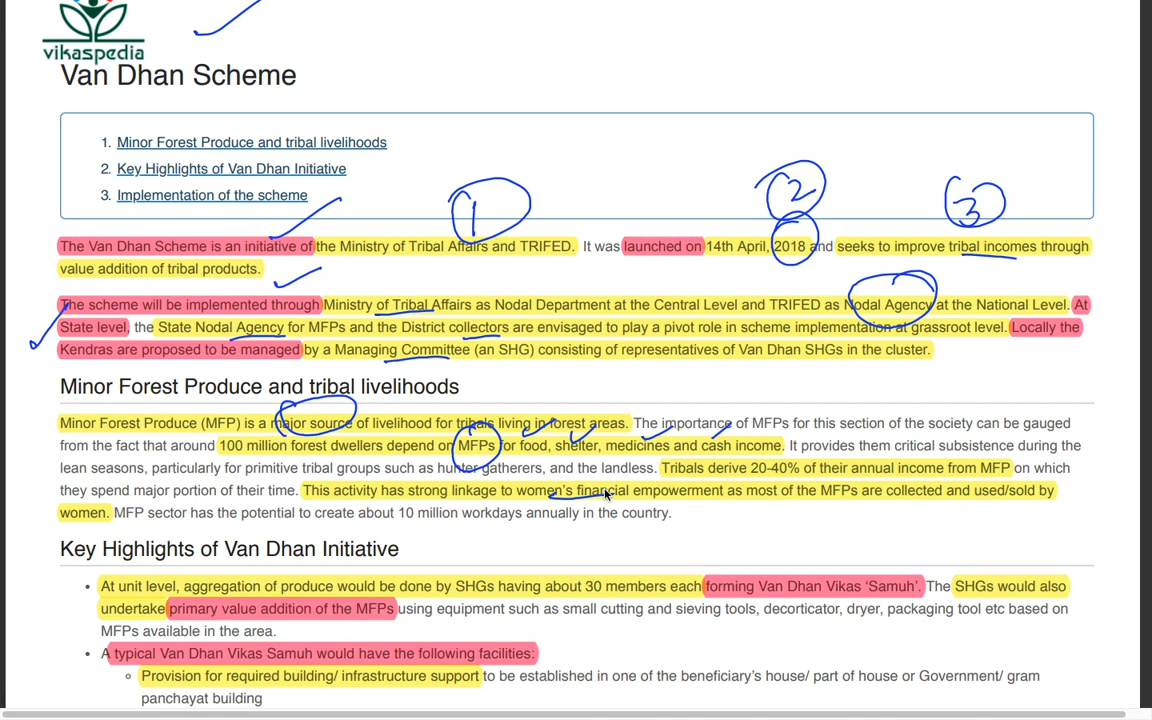 vikaspedia
Van Dhan Scheme
1. Minor Forest Produce and tribal livelihoods
2. Key Highlights of Van Dhan Initiative
3. Implementation of the scheme
1
2
3
The Van Dhan Scheme is an initiative of the Ministry of Tribal Affairs and TRIFED. It was launched on 14th April, 2018 and seeks to improve tribal incomes through
value addition of tribal products.
The scheme will be implemented through Ministry of Tribal Affairs as Nodal Department at the Central Level and TRIFED as Nodal Agency at the National Level. At
State level, the State Nodal Agency for MFPs and the District collectors are envisaged to play a pivot role in scheme implementation at grassroot level. Locally the
Kendras are proposed to be managed by a Managing Committee (an SHG) consisting of representatives of Van Dhan SHGs in the cluster.
Minor Forest Produce and tribal livelihoods
Minor Forest Produce (MFP) is a major source of livelihood for tribals living in forest areas. The importance of MFPs for this section of the society can be gauged
from the fact that around 100 million forest dwellers depend on MFPs for food, shelter, medicines and cash income. It provides them critical subsistence during the
lean seasons, particularly for primitive tribal groups such as hunter gatherers, and the landless. Tribals derive 20-40% of their annual income from MFP on which
they spend major portion of their time. This activity has strong linkage to women's financial empowerment as most of the MFPs are collected and used/sold by
women. MFP sector has the potential to create about 10 million workdays annually in the country.
Key Highlights of Van Dhan Initiative
• At unit level, aggregation of produce would be done by SHGs having about 30 members each forming Van Dhan Vikas ‘Samuh’. The SHGs would also
undertake primary value addition of the MFPs using equipment such as small cutting and sieving tools, decorticator, dryer, packaging tool etc based on
MFPs available in the area.
• A typical Van Dhan Vikas Samuh would have the following facilities:
◦ Provision for required building/ infrastructure support to be established in one of the beneficiary's house/ part of house or Government/ gram
panchayat building